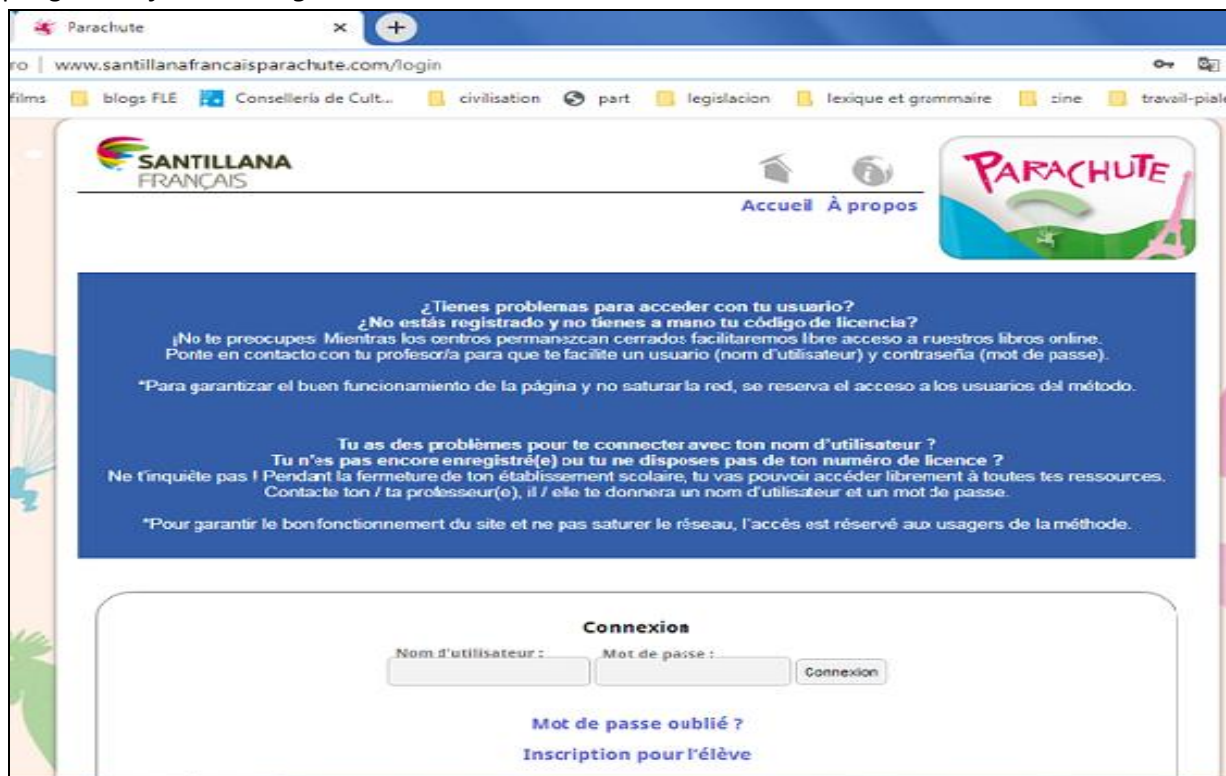 Parachute
www.santillanafrancaisparachute.com/login
films blogs FLE Consellería de Cult... civilisation part legislacion lexique et grammaire cine
SANTILLANA
FRANÇAIS
PARACHUTE
Accueil À propos
¿Tienes problemas para acceder con tu usuario?
¿No estás registrado y no tienes a mano tu código de licencia?
¡No te preocupes! Mientras los centros permanezcan cerrados facilitaremos libre acceso a nuestros libros online.
Ponte en contacto con tu profesor/a para que te facilite un usuario (nom d'utilisateur) y contraseña (mot de passe).
*Para garantizar el buen funcionamiento de la página y no saturar la red, se reserva el acceso a los usuarios del método.
Tu as des problèmes pour te connecter avec ton nom d'utilisateur ?
Tu n'es pas encore enregistré(e) ou tu ne disposes pas de ton numéro de licence ?
Ne t'inquiète pas ! Pendant la fermeture de ton établissement scolaire, tu vas pouvoir accéder librement à toutes tes ressources.
Contacte ton / ta professeur(e), il / elle te donnera un nom d'utilisateur et un mot de passe.
*Pour garantir le bon fonctionnement du site et ne pas saturer le réseau, l'accès est réservé aux usagers de la méthode.
Connexion
Nom d'utilisateur : Mot de passe :
Connexion
Mot de passe oublié ?
Inscription pour l'élève